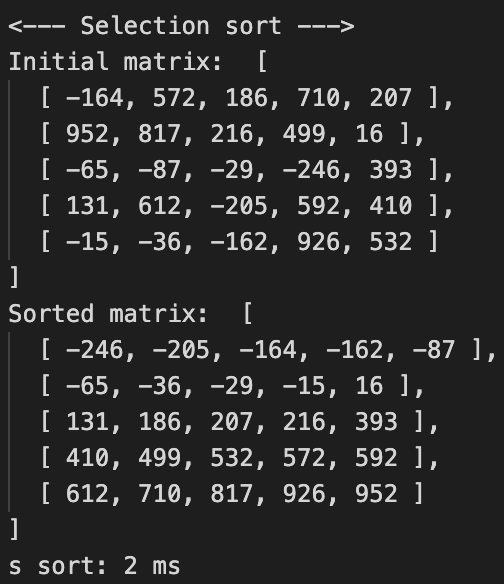 <--- Selection sort --->
Initial matrix:  [
  [ -164, 572, 186, 710, 207 ],
  [ 952, 817, 216, 499, 16 ],
  [ -65, -87, -29, -246, 393 ],
  [ 131, 612, -205, 592, 410 ],
  [ -15, -36, -162, 926, 532 ]
]
Sorted matrix:  [
  [ -246, -205, -164, -162, -87 ],
  [ -65, -36, -29, -15, 16 ],
  [ 131, 186, 207, 216, 393 ],
  [ 410, 499, 532, 572, 592 ],
  [ 612, 710, 817, 926, 952 ]
]
s sort: 2 ms